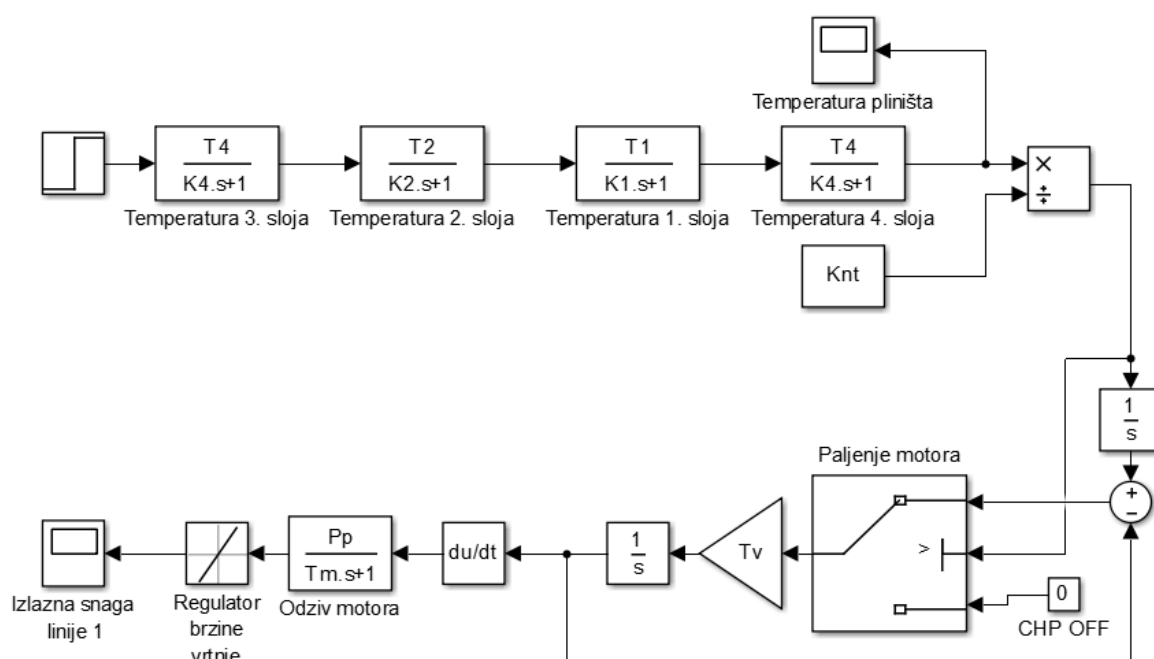 Temperatura pliništa
T4
K4.s+1
Temperatura 3. sloja
T2
K2.s+1
Temperatura 2. sloja
T1
K1.s+1
Temperatura 1. sloja
T4
K4.s+1
Temperatura 4. sloja
×
÷
Knt
1
s
Paljenje motora
+
−
>
0
CHP OFF
Tv
1
s
du/dt
Pp
Tm.s+1
Odziv motora
Regulator
brzine
vrtnje
Izlazna snaga
linije 1